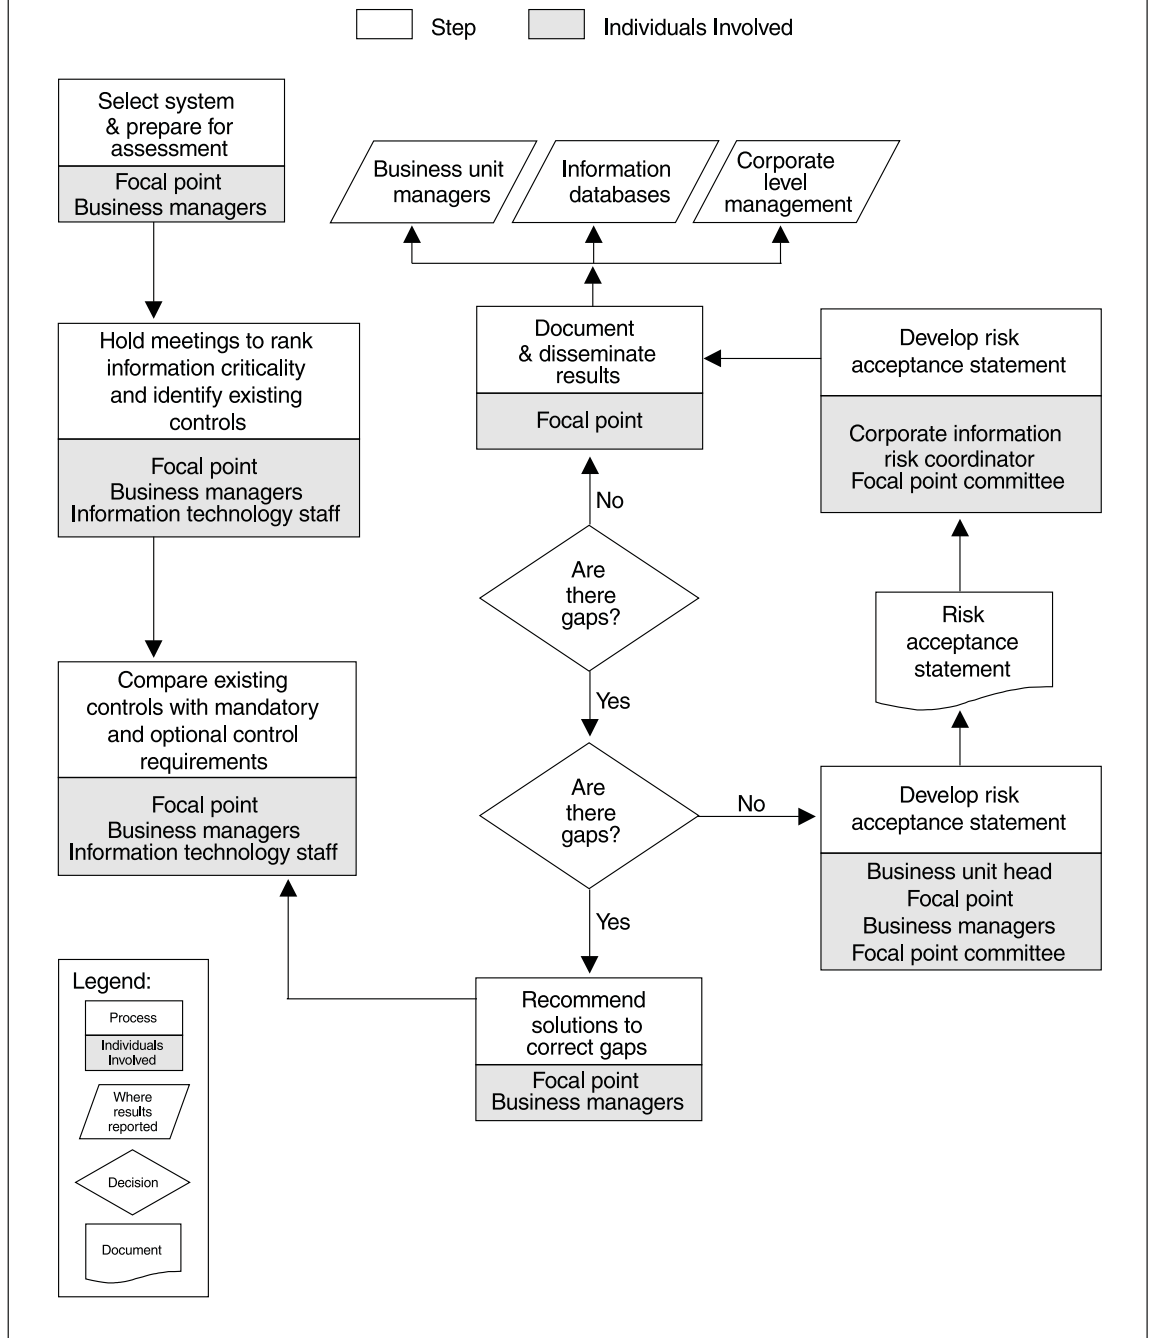 Step
Individuals Involved
Select system
& prepare for
assessment
Focal point
Business managers
Hold meetings to rank
information criticality
and identify existing
controls
Focal point
Business managers
Information technology staff
Compare existing
controls with mandatory
and optional control
requirements
Focal point
Business managers
Information technology staff
Business unit
managers
Information
databases
Corporate
level
management
Document
& disseminate
results
Focal point
No
Are
there
gaps?
Yes
Are
there
gaps?
No
Yes
Recommend
solutions to
correct gaps
Focal point
Business managers
Develop risk
acceptance statement
Corporate information
risk coordinator
Focal point committee
Risk
acceptance
statement
Develop risk
acceptance statement
Business unit head
Focal point
Business managers
Focal point committee
Legend:
Process
Individuals
Involved
Where
results
reported
Decision
Document